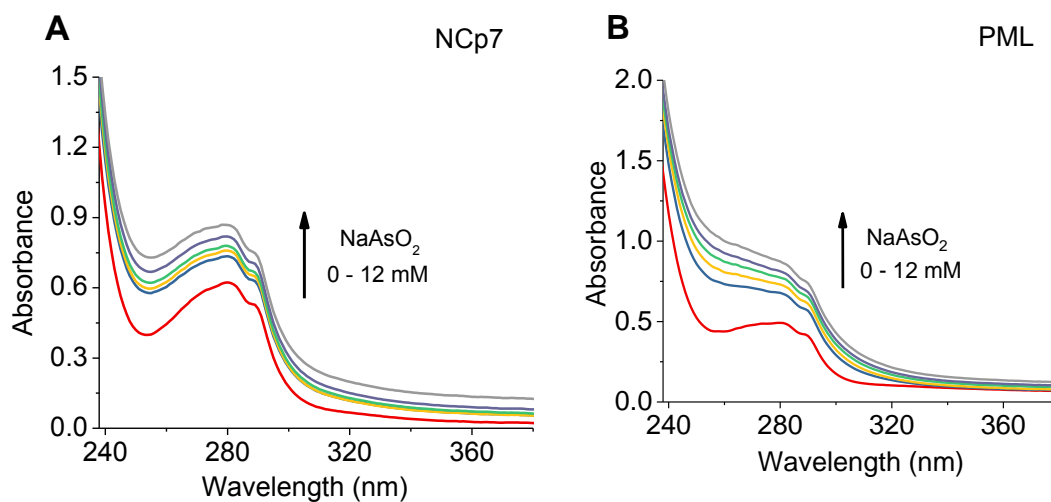 A
NCp7
1.5
1.2
0.9
0.6
0.3
0.0
Absorbance
NaAsO2
0 - 12 mM
240 280 320 360
Wavelength (nm)
B
PML
2.0
1.5
1.0
0.5
0.0
Absorbance
NaAsO2
0 - 12 mM
240 280 320 360
Wavelength (nm)